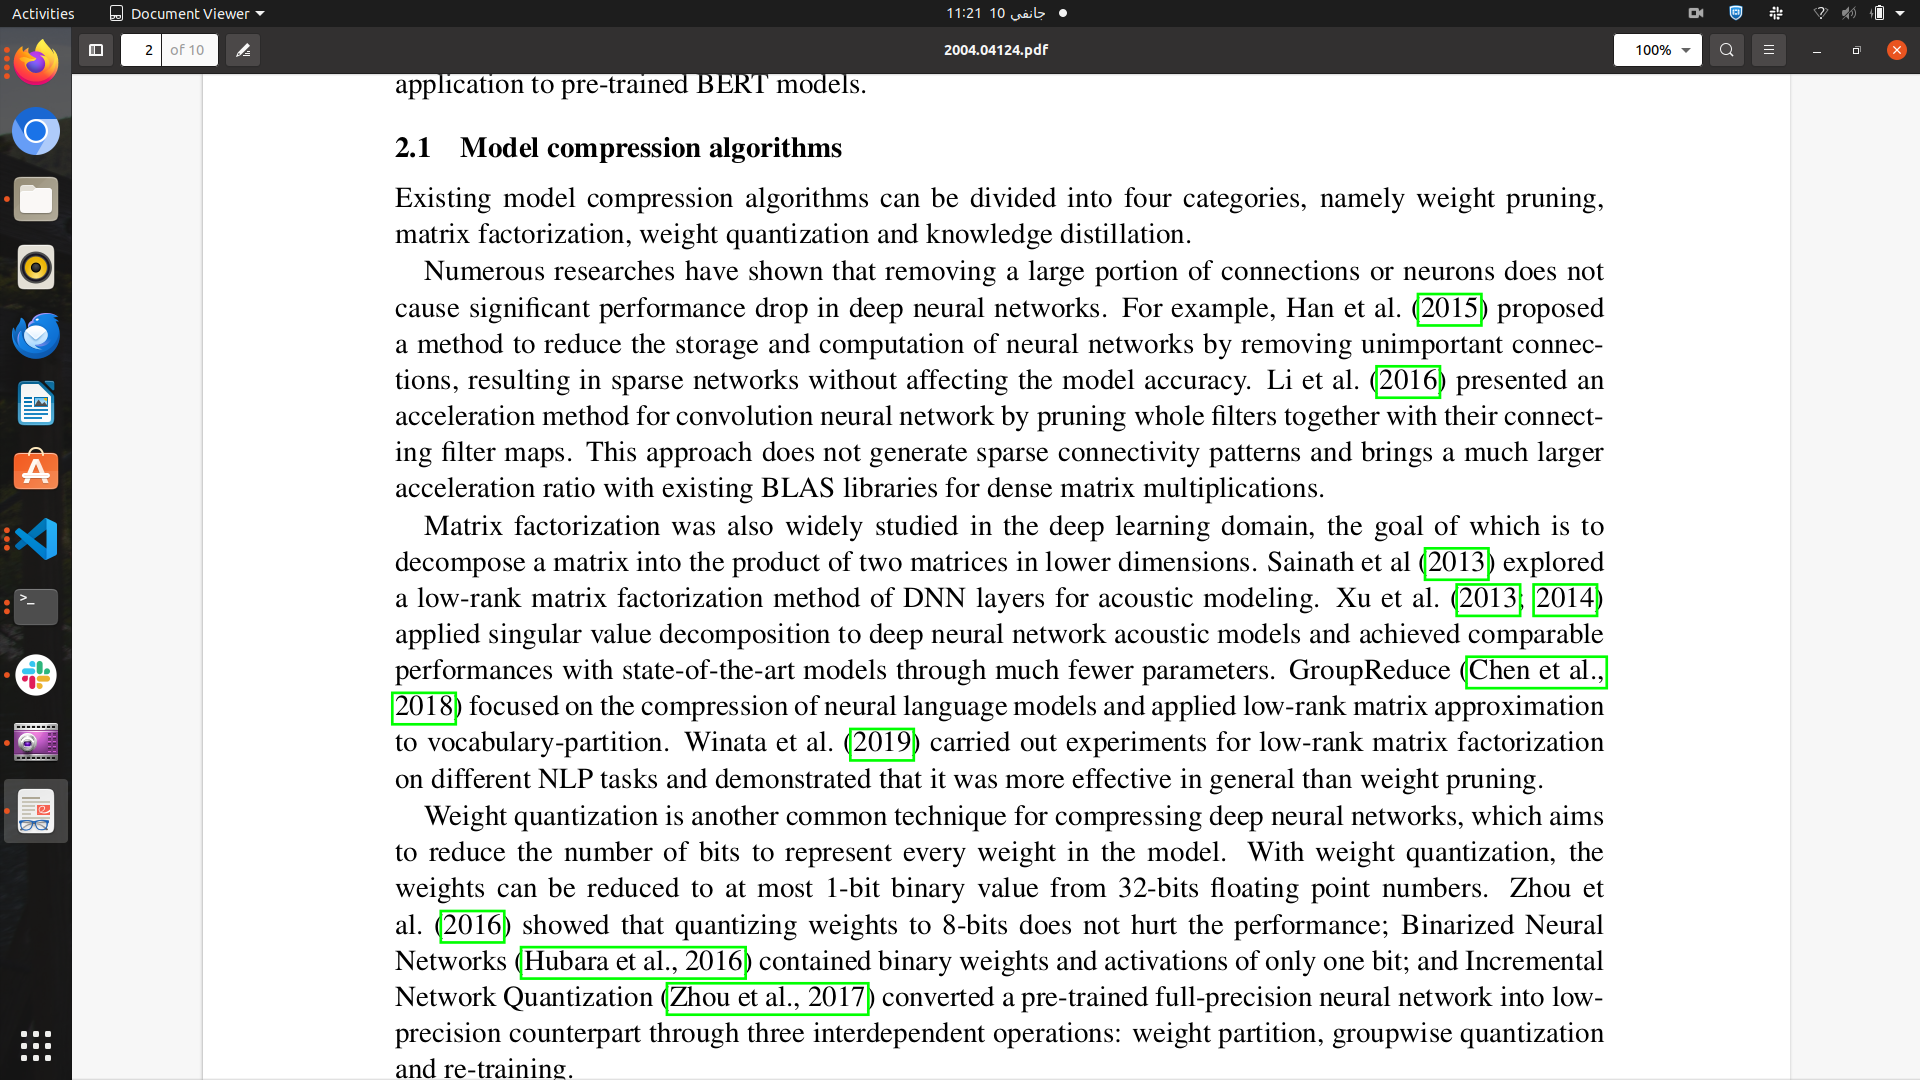 Activities
Document Viewer
11:21 10 جانفي
2
of 10
2004.04124.pdf
100%
application to pre-trained BERT models.
2.1 Model compression algorithms
Existing model compression algorithms can be divided into four categories, namely weight pruning,
matrix factorization, weight quantization and knowledge distillation.
Numerous researches have shown that removing a large portion of connections or neurons does not
cause significant performance drop in deep neural networks. For example, Han et al. (2015) proposed
a method to reduce the storage and computation of neural networks by removing unimportant connec-
tions, resulting in sparse networks without affecting the model accuracy. Li et al. (2016) presented an
acceleration method for convolution neural network by pruning whole filters together with their connect-
ing filter maps. This approach does not generate sparse connectivity patterns and brings a much larger
acceleration ratio with existing BLAS libraries for dense matrix multiplications.
Matrix factorization was also widely studied in the deep learning domain, the goal of which is to
decompose a matrix into the product of two matrices in lower dimensions. Sainath et al (2013) explored
a low-rank matrix factorization method of DNN layers for acoustic modeling. Xu et al. (2013; 2014)
applied singular value decomposition to deep neural network acoustic models and achieved comparable
performances with state-of-the-art models through much fewer parameters. GroupReduce (Chen et al.,
2018) focused on the compression of neural language models and applied low-rank matrix approximation
to vocabulary-partition. Winata et al. (2019) carried out experiments for low-rank matrix factorization
on different NLP tasks and demonstrated that it was more effective in general than weight pruning.
Weight quantization is another common technique for compressing deep neural networks, which aims
to reduce the number of bits to represent every weight in the model. With weight quantization, the
weights can be reduced to at most 1-bit binary value from 32-bits floating point numbers. Zhou et
al. (2016) showed that quantizing weights to 8-bits does not hurt the performance; Binarized Neural
Networks (Hubara et al., 2016) contained binary weights and activations of only one bit; and Incremental
Network Quantization (Zhou et al., 2017) converted a pre-trained full-precision neural network into low-
precision counterpart through three interdependent operations: weight partition, groupwise quantization
and re-training.